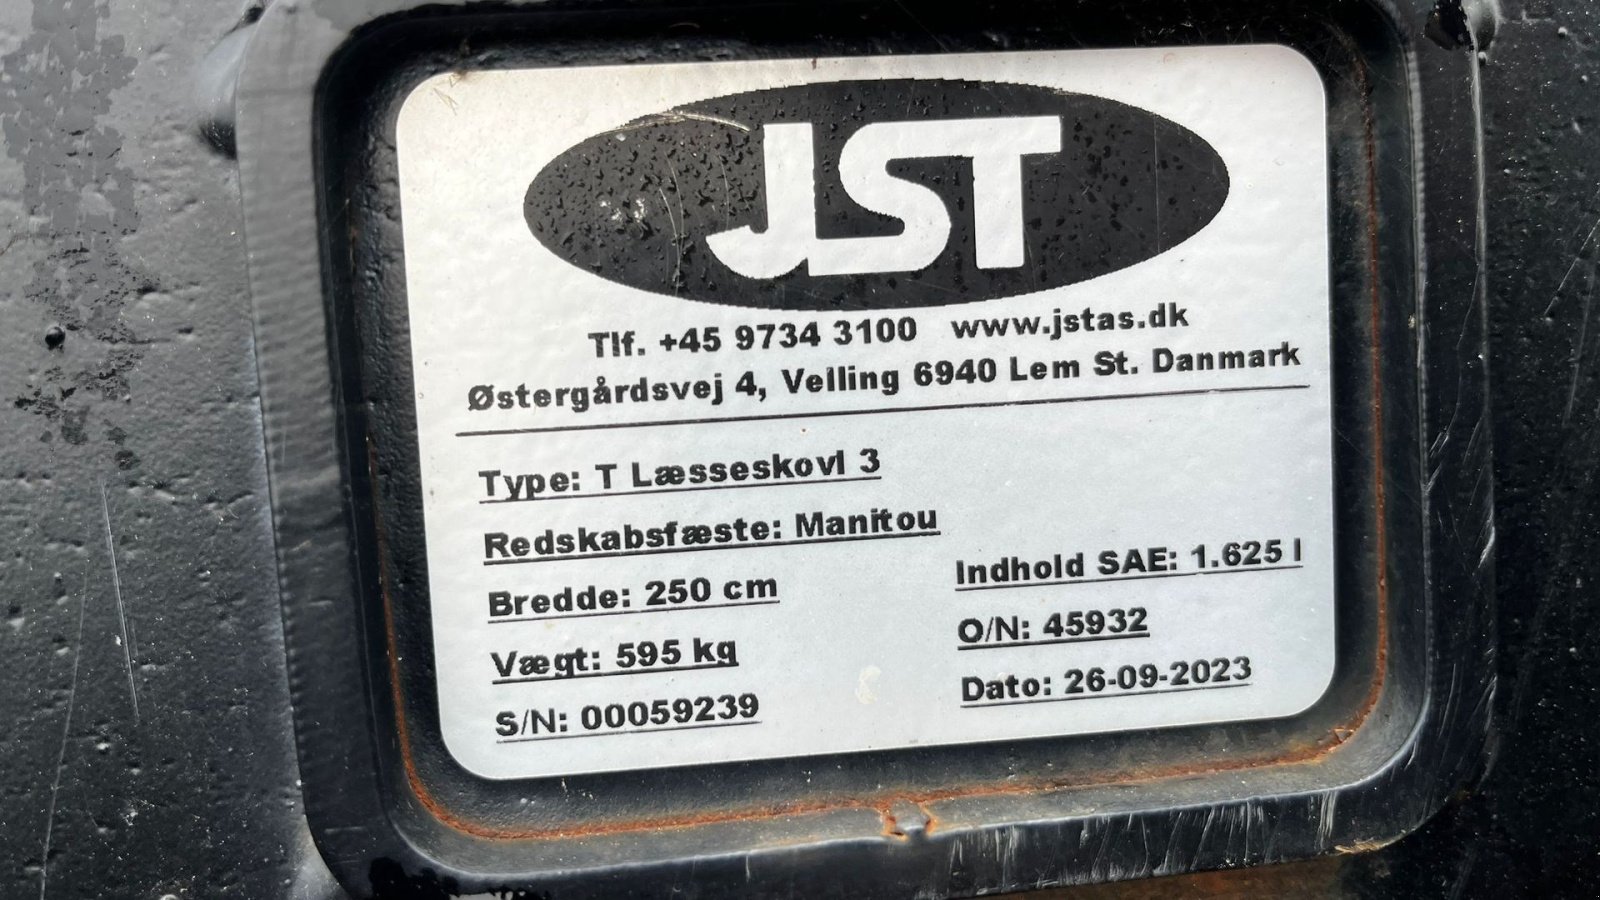 JST
Tlf. +45 9734 3100 www.jstas.dk
Østergårdsvej 4, Velling 6940 Lem St. Danmark
Type: T Læsseskovl 3
Redskabsfæste: Manitou
Bredde: 250 cm
Indhold SAE: 1.625 l
Vægt: 595 kg
O/N: 45932
S/N: 00059239
Dato: 26-09-2023